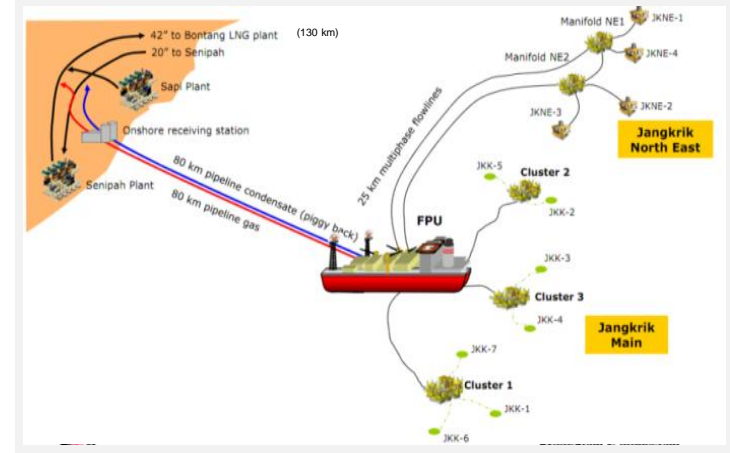 42" to Bontang LNG plant (130 km)
20" to Senipah
Sapi Plant
Onshore receiving station
Senipah Plant
80 km pipeline condensate (piggy back)
80 km pipeline gas
25 km multiphase flowlines
FPU
Manifold NE1
JKNE-1
Manifold NE2
JKNE-4
JKNE-3
JKNE-2
Jangkrik
North East
JKK-5
Cluster 2
JKK-2
JKK-3
Cluster 3
JKK-4
Jangkrik
Main
JKK-7
Cluster 1
JKK-1
JKK-6